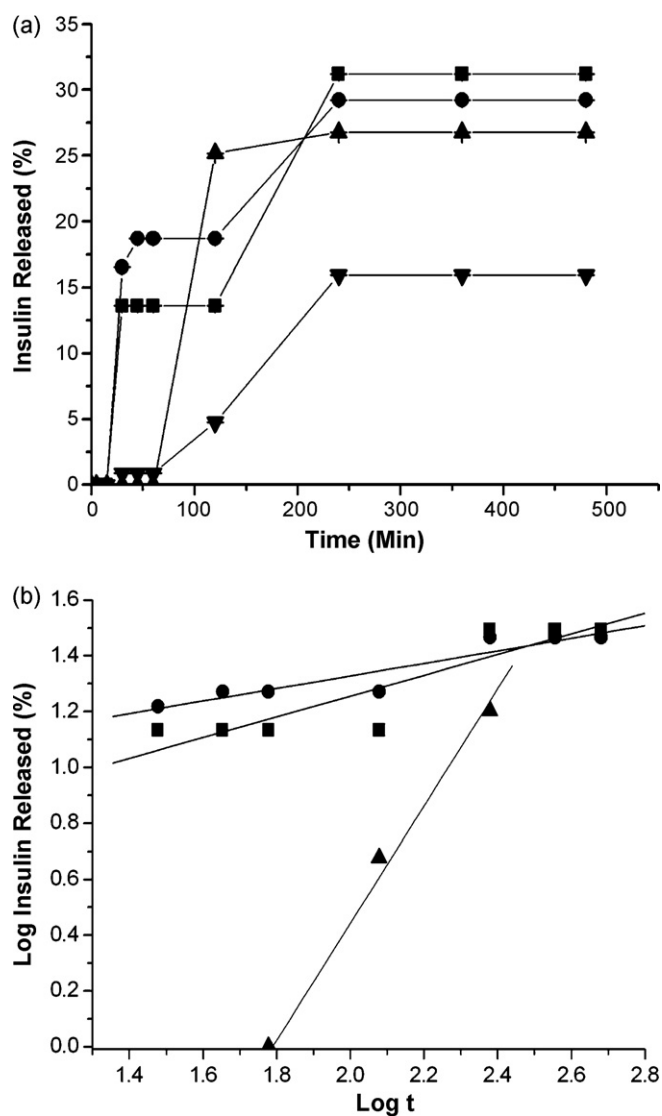 (a)
35
30
25
20
15
10
5
0
Insulin Released (%)
0 100 200 300 400 500
Time (Min)
(b)
1.6
1.4
1.2
1.0
0.8
0.6
0.4
0.2
0.0
Log Insulin Released (%)
1.4 1.6 1.8 2.0 2.2 2.4 2.6 2.8
Log t